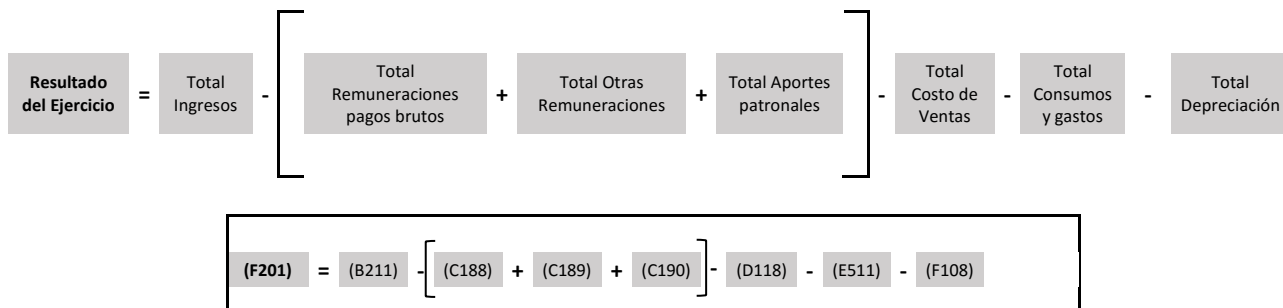 Resultado del Ejercicio = Total Ingresos - [ Total Remuneraciones pagos brutos + Total Otras Remuneraciones + Total Aportes patronales ] - Total Costo de Ventas - Total Consumos y gastos - Total Depreciación
(F201) = (B211) - [ (C188) + (C189) + (C190) ] - (D118) - (E511) - (F108)